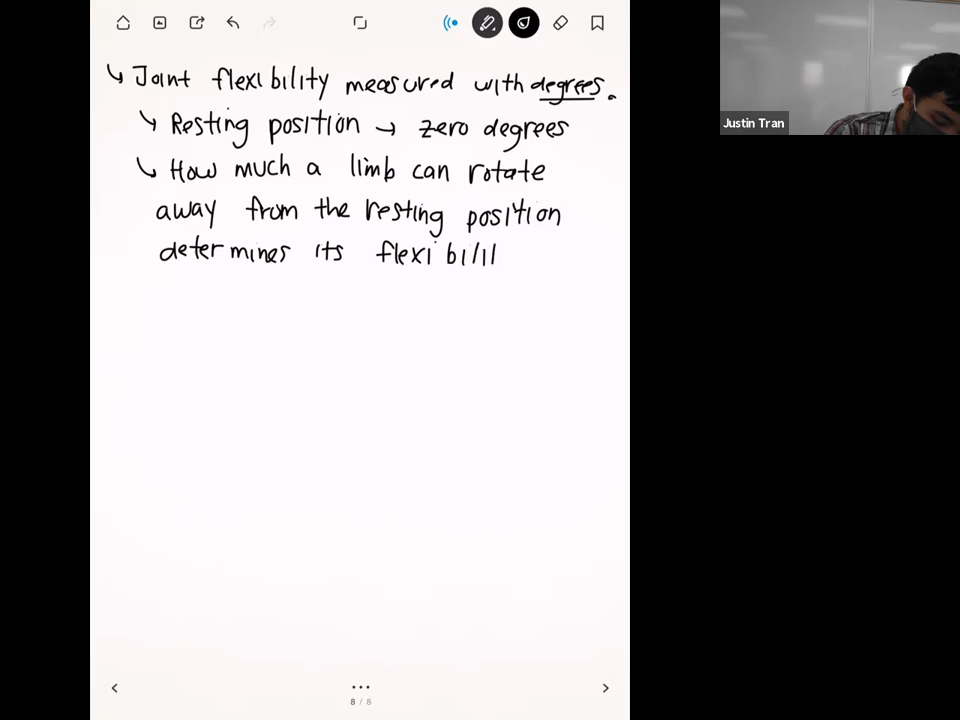 ↳ Joint flexibility measured with degrees.
↳ Resting position → zero degrees
↳ How much a limb can rotate
away from the resting position
determines its flexibilil
Justin Tran
8 / 8